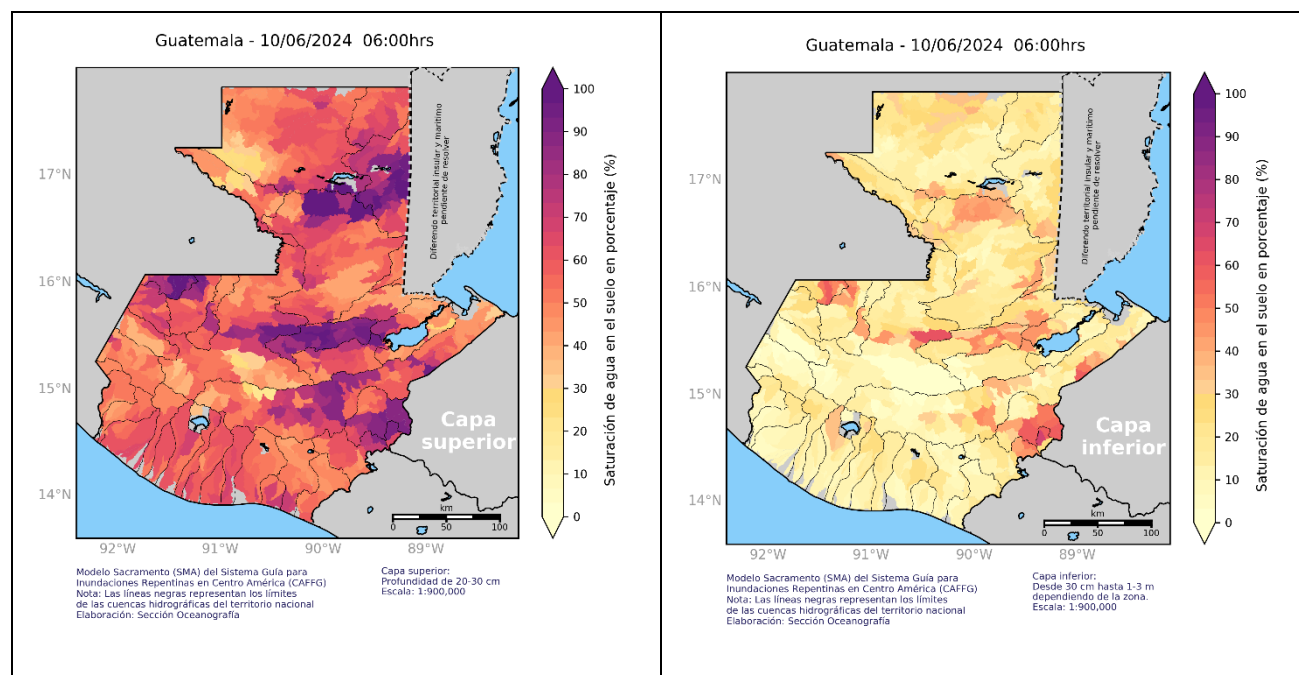 Guatemala - 10/06/2024 06:00hrs
17°N
16°N
15°N
14°N
92°W
91°W
90°W
89°W
Diferendo territorial insular y marítimo
pendiente de resolver
Capa
superior
km
0
50
100
100
90
80
70
60
50
40
30
20
10
0
Saturación de agua en el suelo en porcentaje (%)
Modelo Sacramento (SMA) del Sistema Guía para
Inundaciones Repentinas en Centro América (CAFFG)
Nota: Las líneas negras representan los límites
de las cuencas hidrográficas del territorio nacional
Elaboración: Sección Oceanografía
Capa superior:
Profundidad de 20-30 cm
Escala: 1:900,000
Guatemala - 10/06/2024 06:00hrs
17°N
16°N
15°N
14°N
92°W
91°W
90°W
89°W
Diferendo territorial insular y marítimo
pendiente de resolver
Capa
inferior
km
0
50
100
100
90
80
70
60
50
40
30
20
10
0
Saturación de agua en el suelo en porcentaje (%)
Modelo Sacramento (SMA) del Sistema Guía para
Inundaciones Repentinas en Centro América (CAFFG)
Nota: Las líneas negras representan los límites
de las cuencas hidrográficas del territorio nacional
Elaboración: Sección Oceanografía
Capa inferior:
Desde 30 cm hasta 1-3 m
dependiendo de la zona.
Escala: 1:900,000